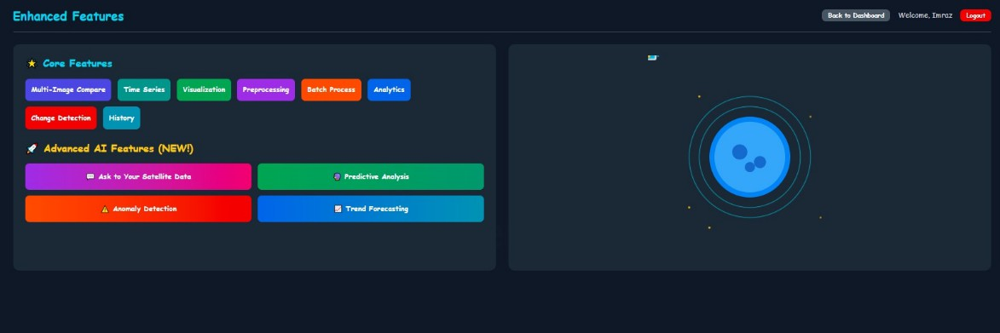 Enhanced Features
Back to Dashboard Welcome, Imraz Logout
Core Features
Multi-Image Compare Time Series Visualization Preprocessing Batch Process Analytics
Change Detection History
Advanced AI Features (NEW!)
Ask to Your Satellite Data Predictive Analysis
Anomaly Detection Trend Forecasting